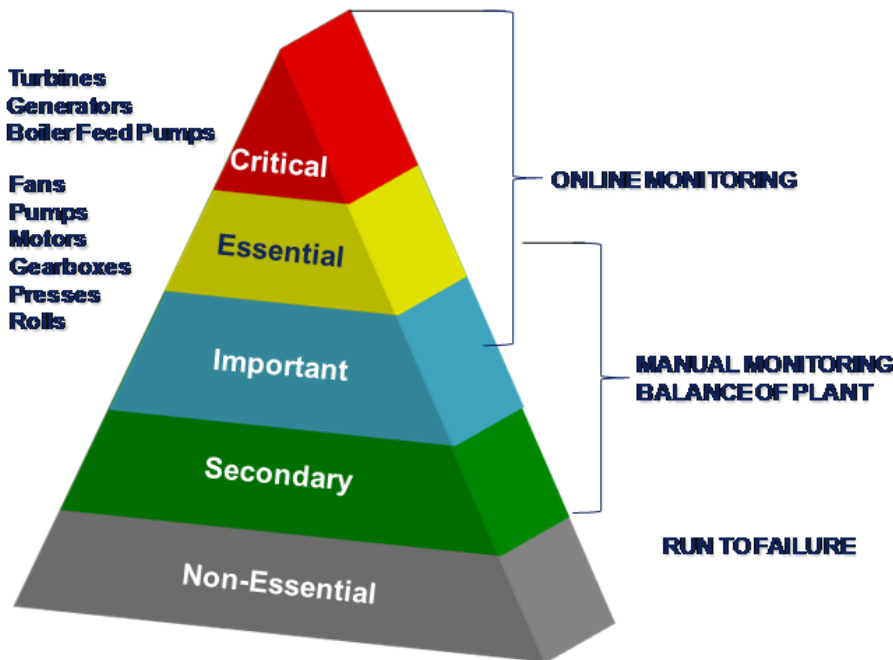 Turbines
Generators
Boiler Feed Pumps
Fans
Pumps
Motors
Gearboxes
Presses
Rolls
Critical
Essential
Important
Secondary
Non-Essential
ONLINE MONITORING
MANUAL MONITORING
BALANCE OF PLANT
RUN TO FAILURE